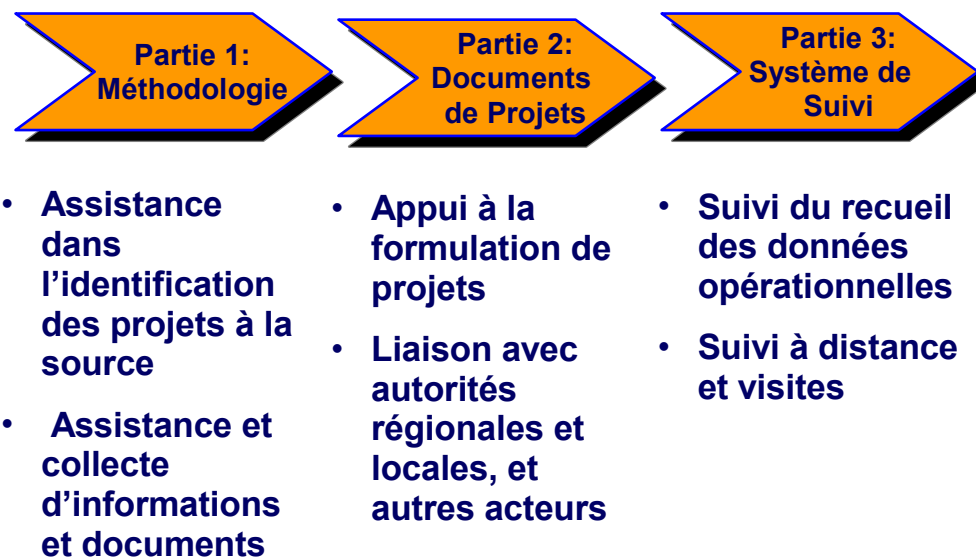 Partie 1:
Méthodologie
Partie 2:
Documents
de Projets
Partie 3:
Système de
Suivi
• Assistance
dans
l’identification
des projets à la
source
• Assistance et
collecte
d’informations
et documents
• Appui à la
formulation de
projets
• Liaison avec
autorités
régionales et
locales, et
autres acteurs
• Suivi du recueil
des données
opérationnelles
• Suivi à distance
et visites